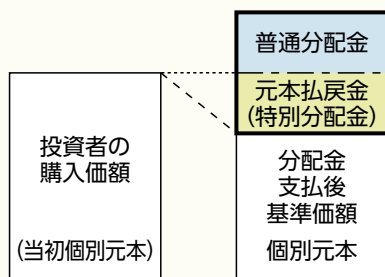 普通分配金
元本払戻金
(特別分配金)
投資者の
購入価額
(当初個別元本)
分配金
支払後
基準価額
個別元本